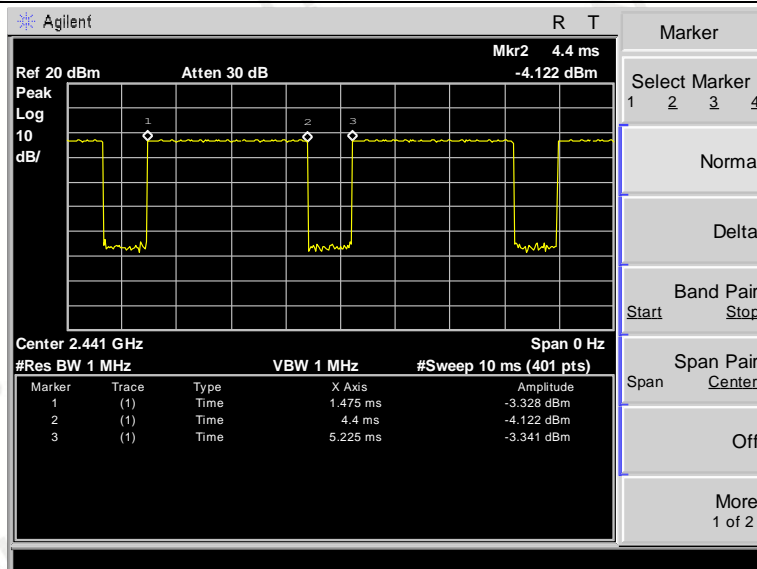 Agilent R T
Mkr2 4.4 ms
Ref 20 dBm Atten 30 dB -4.122 dBm
Peak
Log
10
dB/
1 2 3
Center 2.441 GHz Span 0 Hz
#Res BW 1 MHz VBW 1 MHz #Sweep 10 ms (401 pts)
Marker Trace Type X Axis Amplitude
1 (1) Time 1.475 ms -3.328 dBm
2 (1) Time 4.4 ms -4.122 dBm
3 (1) Time 5.225 ms -3.341 dBm
Marker
Select Marker
1 2 3 4
Norma
Delta
Band Pair
Start Stop
Span Pair
Span Center
Off
More
1 of 2